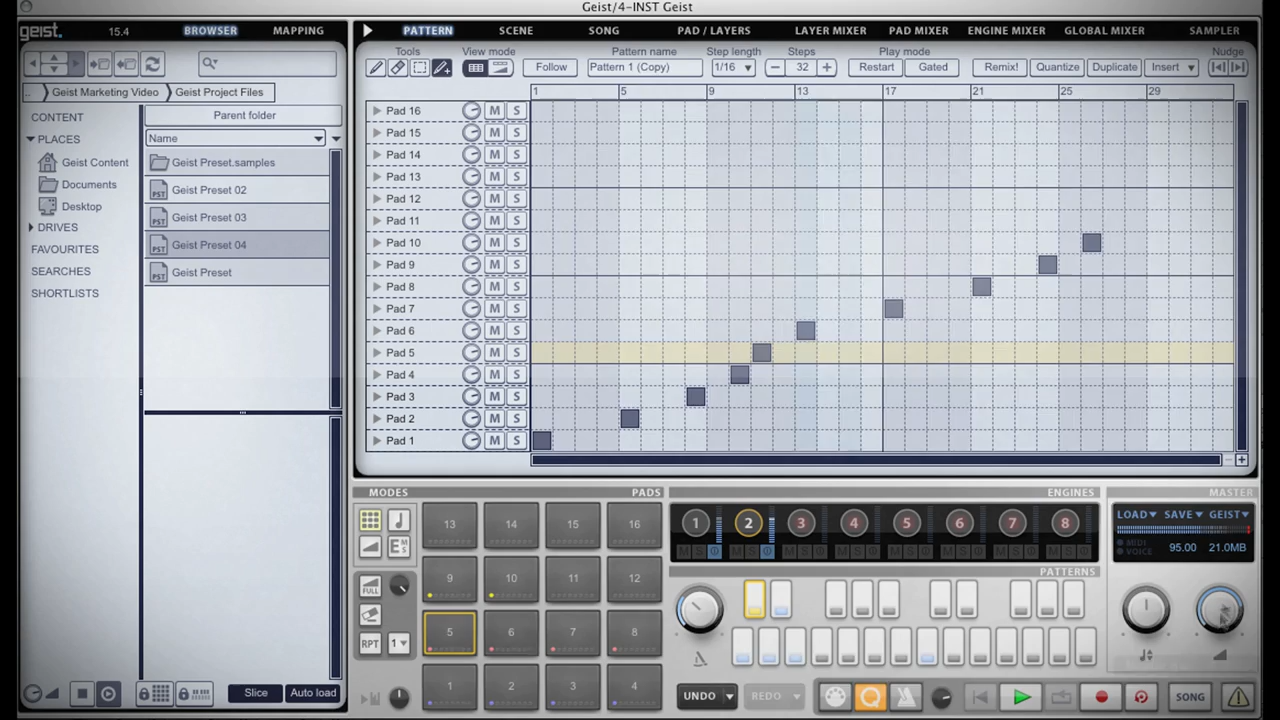 Geist/4-INST Geist
geist. 15.4 BROWSER MAPPING
PATTERN SCENE SONG PAD / LAYERS LAYER MIXER PAD MIXER ENGINE MIXER GLOBAL MIXER SAMPLER
Tools View mode Pattern name Step length Steps Play mode Nudge
Follow Pattern 1 (Copy) 1/16 32 Restart Gated Remix! Quantize Duplicate Insert
.. Geist Marketing Video Geist Project Files
1 5 9 13 17 21 25 29
CONTENT
PLACES
Geist Content
Documents
Desktop
DRIVES
FAVOURITES
SEARCHES
SHORTLISTS
Parent folder
Name
Geist Preset.samples
Geist Preset 02
Geist Preset 03
Geist Preset 04
Geist Preset
Slice Auto load
Pad 16 M S
Pad 15 M S
Pad 14 M S
Pad 13 M S
Pad 12 M S
Pad 11 M S
Pad 10 M S
Pad 9 M S
Pad 8 M S
Pad 7 M S
Pad 6 M S
Pad 5 M S
Pad 4 M S
Pad 3 M S
Pad 2 M S
Pad 1 M S
MODES PADS ENGINES MASTER
FULL
RPT 1
13 14 15 16
9 10 11 12
5 6 7 8
1 2 3 4
1 2 3 4 5 6 7 8
PATTERNS
LOAD SAVE GEIST
MIDI
VOICE 95.00 21.0MB
UNDO REDO SONG